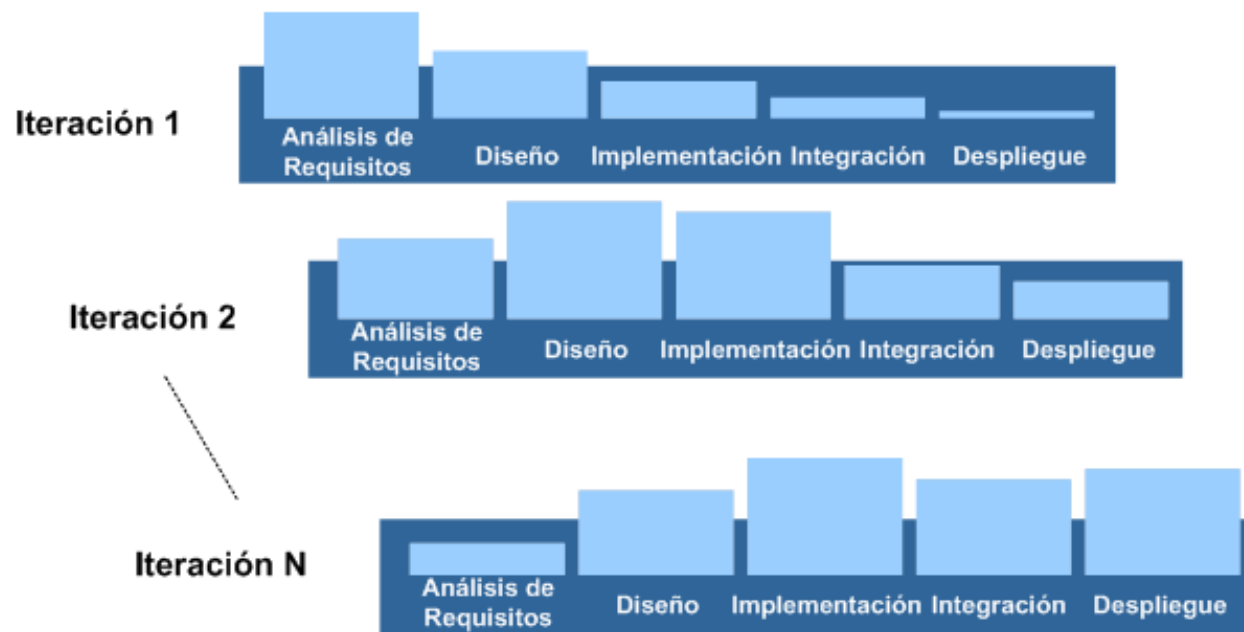 Iteración 1
Análisis de
Requisitos
Diseño
Implementación
Integración
Despliegue
Iteración 2
Análisis de
Requisitos
Diseño
Implementación
Integración
Despliegue
Iteración N
Análisis de
Requisitos
Diseño
Implementación
Integración
Despliegue